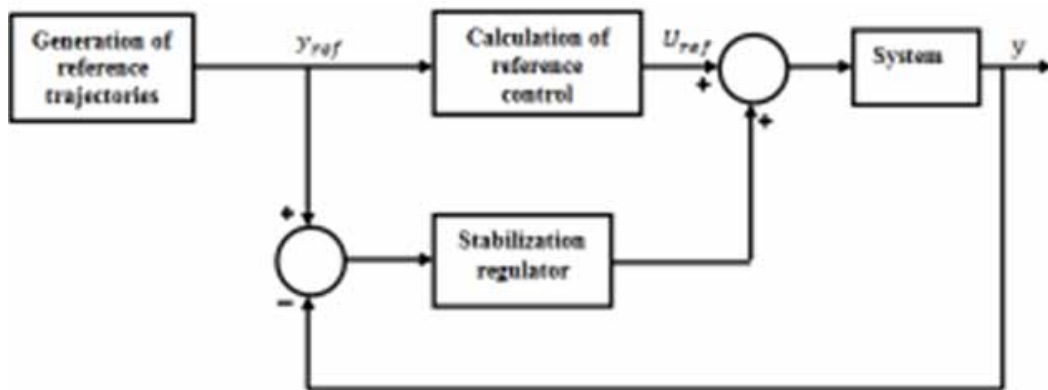 Generation of
reference
trajectories
y_ref
Calculation of
reference
control
U_ref
+
+
System
y
+
−
Stabilization
regulator